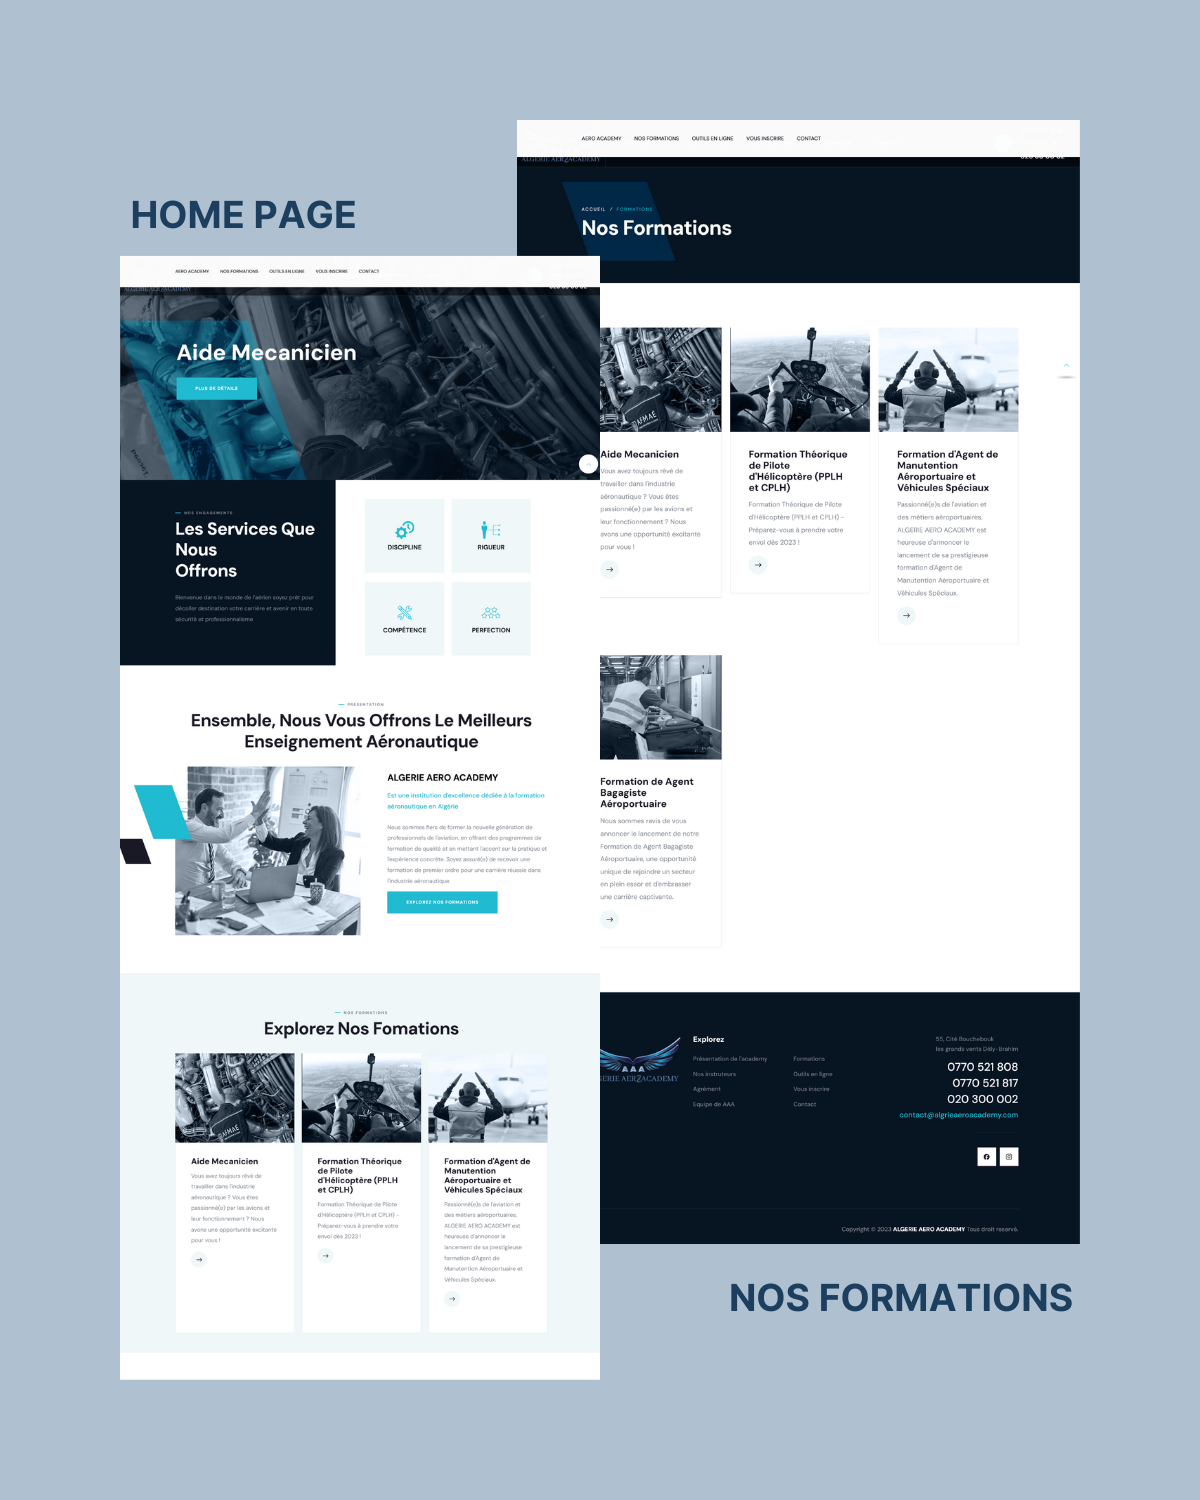 HOME PAGE
AERO ACADEMY NOS FORMATIONS OUTILS EN LIGNE VOUS INSCRIRE CONTACT
ALGERIE AERO ACADEMY
Aide Mecanicien
PLUS DE DÉTAILS
NOS ENGAGEMENTS
Les Services Que
Nous
Offrons
Bienvenue dans le monde de l'aérien soyez prêt pour
décoller destination votre carrière et avenir en toute
sécurité et professionnalisme
DISCIPLINE
RIGUEUR
COMPÉTENCE
PERFECTION
PRESENTATION
Ensemble, Nous Vous Offrons Le Meilleurs
Enseignement Aéronautique
ALGERIE AERO ACADEMY
Est une institution d'excellence dédiée à la formation
aéronautique en Algérie
Nous sommes fiers de former la nouvelle génération de
professionnels de l'aviation, en offrant des programmes de
formation de qualité et en mettant l'accent sur la pratique et
l'expérience concrète. Soyez assuré(e) de recevoir une
formation de premier ordre pour une carrière réussie dans
l'industrie aéronautique.
EXPLOREZ NOS FORMATIONS
NOS FORMATIONS
Explorez Nos Fomations
AFMAE
Aide Mecanicien
Vous avez toujours rêvé de
travailler dans l'industrie
aéronautique ? Vous êtes
passionné(e) par les avions et
leur fonctionnement ? Nous
avons une opportunité excitante
pour vous !
Formation Théorique
de Pilote
d'Hélicoptère (PPLH
et CPLH)
Formation Théorique de Pilote
d'Hélicoptère (PPLH et CPLH) -
Préparez-vous à prendre votre
envol dès 2023 !
Formation d'Agent de
Manutention
Aéroportuaire et
Véhicules Spéciaux
Passionné(e)s de l'aviation et
des métiers aéroportuaires,
ALGERIE AERO ACADEMY est
heureuse d'annoncer le
lancement de sa prestigieuse
formation d'Agent de
Manutention Aéroportuaire et
Véhicules Spéciaux.
AERO ACADEMY NOS FORMATIONS OUTILS EN LIGNE VOUS INSCRIRE CONTACT
ALGERIE AERO ACADEMY
ACCUEIL / FORMATIONS
Nos Formations
AFMAE
Aide Mecanicien
Vous avez toujours rêvé de
travailler dans l'industrie
aéronautique ? Vous êtes
passionné(e) par les avions et
leur fonctionnement ? Nous
avons une opportunité excitante
pour vous !
Formation Théorique
de Pilote
d'Hélicoptère (PPLH
et CPLH)
Formation Théorique de Pilote
d'Hélicoptère (PPLH et CPLH) -
Préparez-vous à prendre votre
envol dès 2023 !
Formation d'Agent de
Manutention
Aéroportuaire et
Véhicules Spéciaux
Passionné(e)s de l'aviation et
des métiers aéroportuaires,
ALGERIE AERO ACADEMY est
heureuse d'annoncer le
lancement de sa prestigieuse
formation d'Agent de
Manutention Aéroportuaire et
Véhicules Spéciaux.
Formation de Agent
Bagagiste
Aéroportuaire
Nous sommes ravis de vous
annoncer le lancement de notre
Formation de Agent Bagagiste
Aéroportuaire, une opportunité
unique de rejoindre un secteur
en plein essor et d'embrasser
une carrière captivante.
AAA
GERIE AERO ACADEMY
Explorez
Présentation de l'academy
Nos instruteurs
Agrément
Equipe de AAA
Formations
Outils en ligne
Vous inscrire
Contact
55, Cité Bouchebouk
les grands vents Dély-Brahim
0770 521 808
0770 521 817
020 300 002
contact@algrieaeroacademy.com
Copyright © 2023 ALGERIE AERO ACADEMY Tous droit reservé.
NOS FORMATIONS